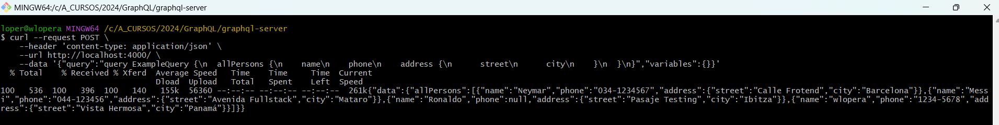 MINGW64:/c/A_CURSOS/2024/GraphQL/graphql-server
loper@wlopera MINGW64 /c/A_CURSOS/2024/GraphQL/graphql-server
$ curl --request POST \
    --header 'content-type: application/json' \
    --url http://localhost:4000/ \
    --data '{"query":"query ExampleQuery {\n  allPersons {\n    name\n    phone\n    address {\n      street\n      city\n    }\n  }\n}","variables":{}}'
  % Total    % Received % Xferd  Average Speed   Time    Time     Time  Current
                                 Dload  Upload   Total   Spent    Left  Speed
100   536  100   396  100   140   155k  56360 --:--:-- --:--:-- --:--:--  261k{"data":{"allPersons":[{"name":"Neymar","phone":"034-1234567","address":{"street":"Calle Frotend","city":"Barcelona"}},{"name":"Mess
i","phone":"044-123456","address":{"street":"Avenida Fullstack","city":"Mataro"}},{"name":"Ronaldo","phone":null,"address":{"street":"Pasaje Testing","city":"Ibitza"}},{"name":"wlopera","phone":"1234-5678","add
ress":{"street":"Vista Hermosa","city":"Panamá"}}]}}